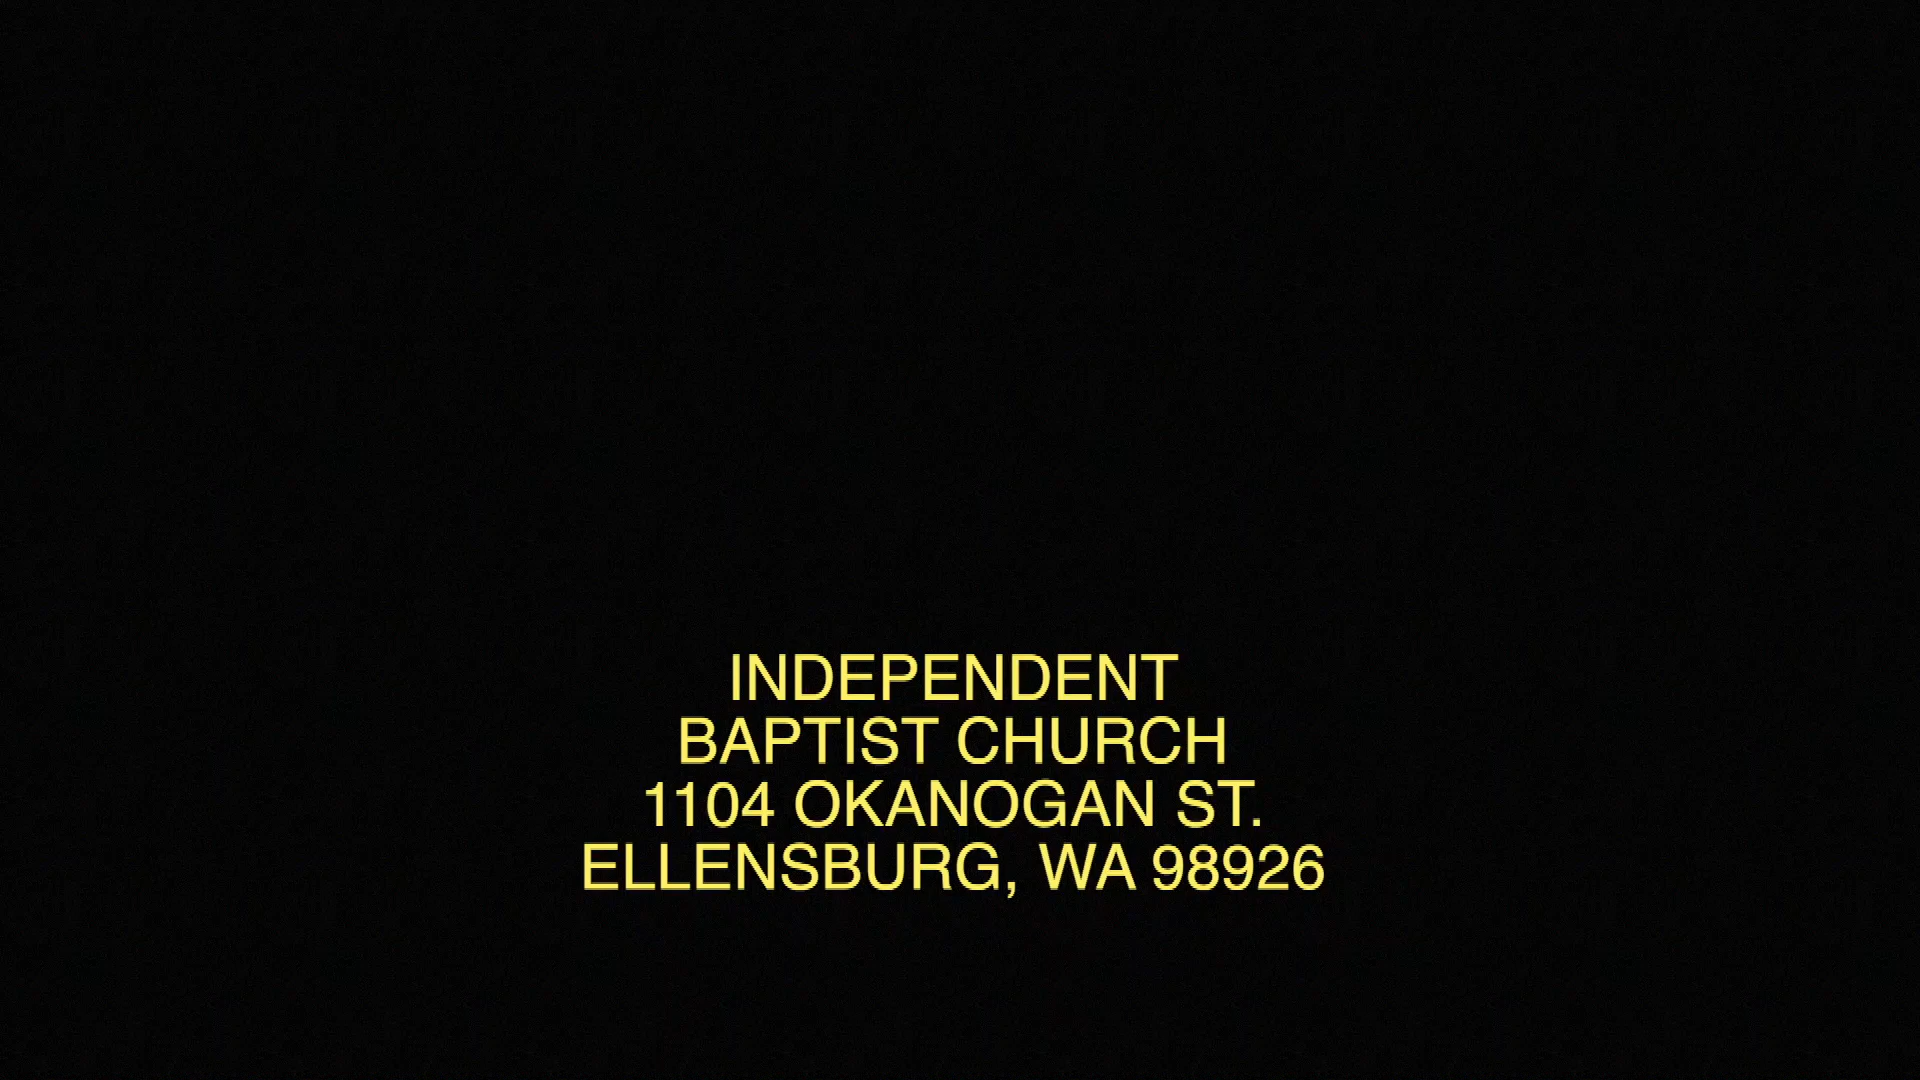 INDEPENDENT
BAPTIST CHURCH
1104 OKANOGAN ST.
ELLENSBURG, WA 98926